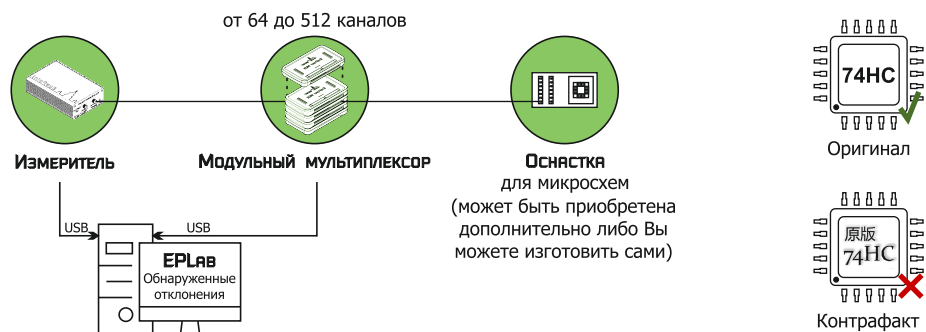 от 64 до 512 каналов
Измеритель
Модульный мультиплексор
Оснастка
для микросхем
(может быть приобретена
дополнительно либо Вы
можете изготовить сами)
USB
USB
EPLab
Обнаруженные
отклонения
74HC
Оригинал
原版
74HC
Контрафакт